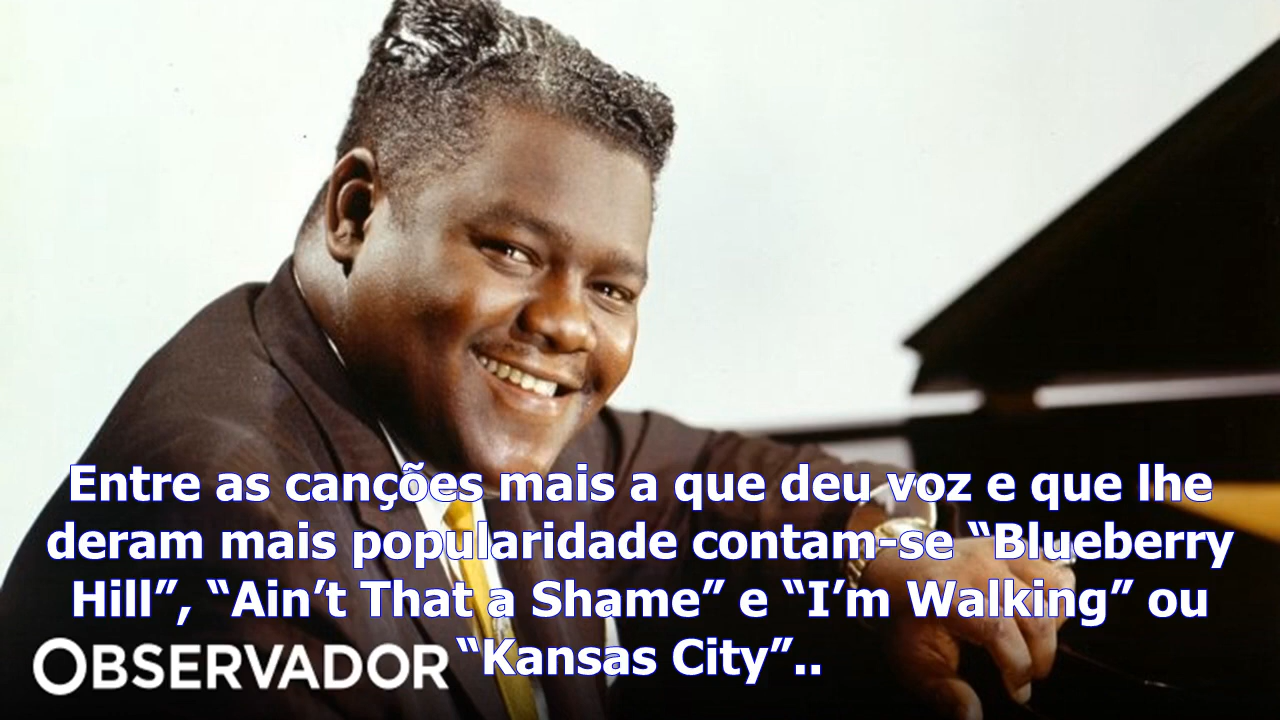 Entre as canções mais a que deu voz e que lhe
deram mais popularidade contam-se “Blueberry
Hill”, “Ain’t That a Shame” e “I’m Walking” ou
“Kansas City”..
OBSERVADOR